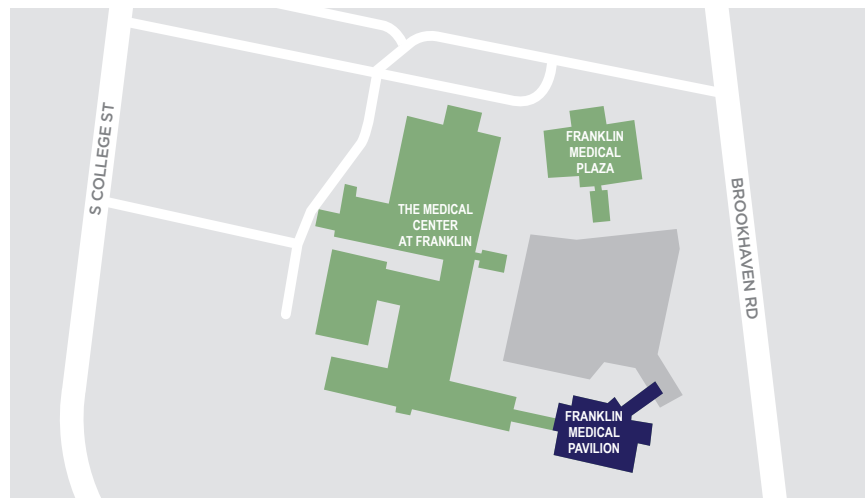 S COLLEGE ST
FRANKLIN
MEDICAL
PLAZA
THE MEDICAL
CENTER
AT FRANKLIN
BROOKHAVEN RD
FRANKLIN
MEDICAL
PAVILION